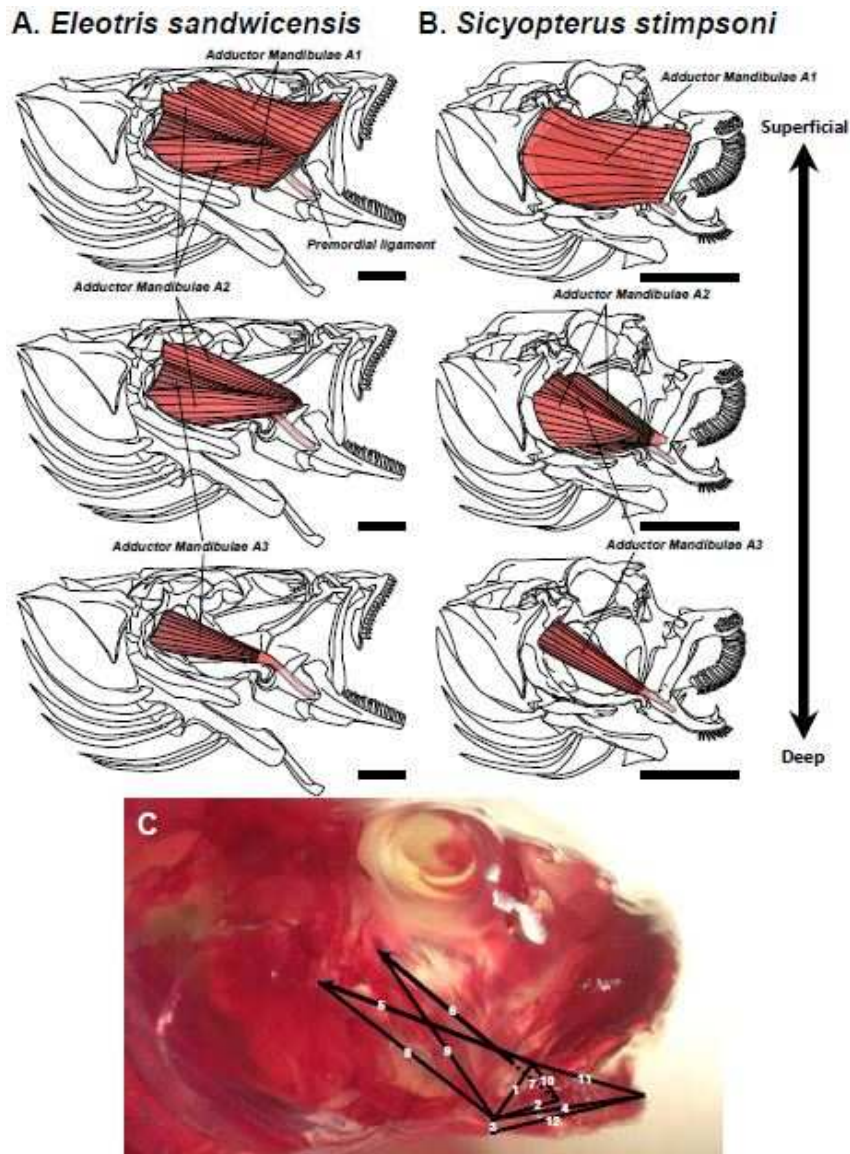 A. Eleotris sandwicensis
B. Sicyopterus stimpsoni
Adductor Mandibulae A1
Adductor Mandibulae A1
Superficial
Premordial ligament
Adductor Mandibulae A2
Adductor Mandibulae A2
Adductor Mandibulae A3
Adductor Mandibulae A3
Deep
C
5
6
8
9
1
7
10
11
2
4
3
12